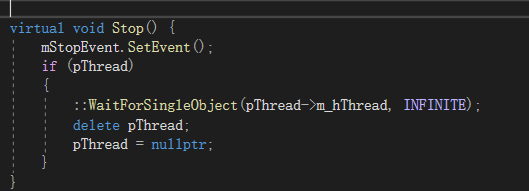 virtual void Stop() {
mStopEvent.SetEvent();
if (pThread)
{
::WaitForSingleObject(pThread->m_hThread, INFINITE);
delete pThread;
pThread = nullptr;
}
}